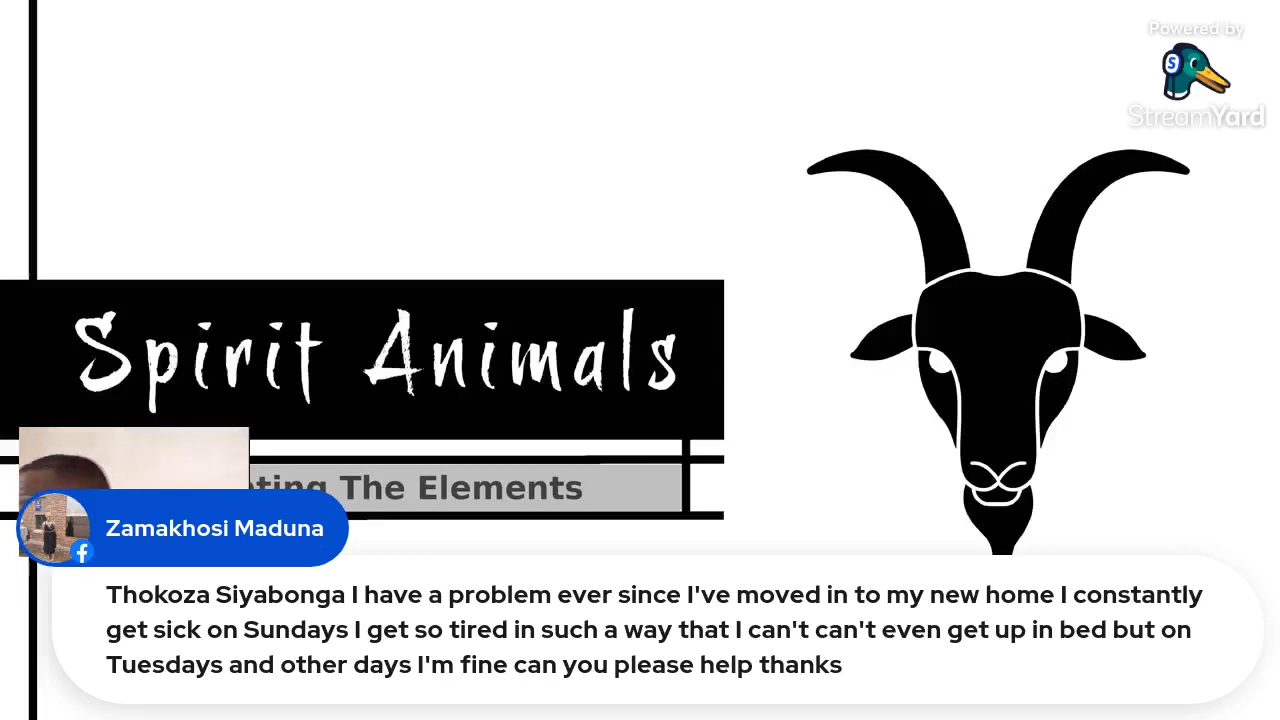 Powered by
S
StreamYard
Spirit Animals
The Elements
Zamakhosi Maduna
Thokoza Siyabonga I have a problem ever since I've moved in to my new home I constantly
get sick on Sundays I get so tired in such a way that I can't can't even get up in bed but on
Tuesdays and other days I'm fine can you please help thanks